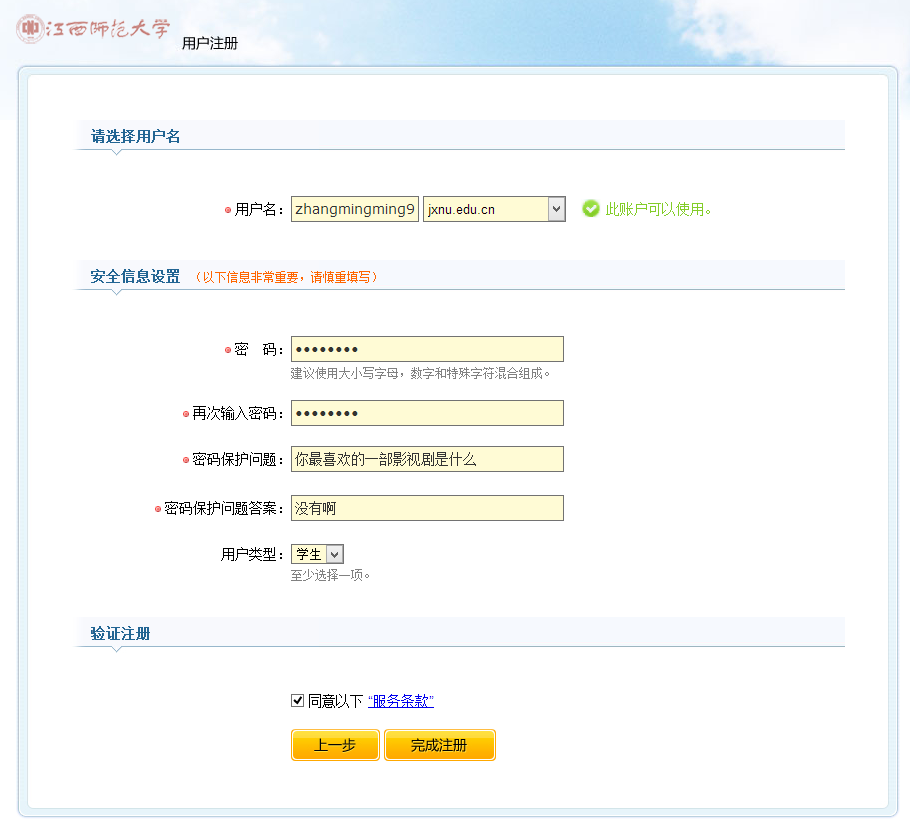 江西师范大学
用户注册
请选择用户名
用户名： zhangmingming9 jxnu.edu.cn 此账户可以使用。
安全信息设置 （以下信息非常重要，请慎重填写）
密 码： ••••••••
建议使用大小写字母，数字和特殊字符混合组成。
再次输入密码： ••••••••
密码保护问题： 你最喜欢的一部影视剧是什么
密码保护问题答案： 没有啊
用户类型： 学生
至少选择一项。
验证注册
同意以下 “服务条款”
上一步 完成注册